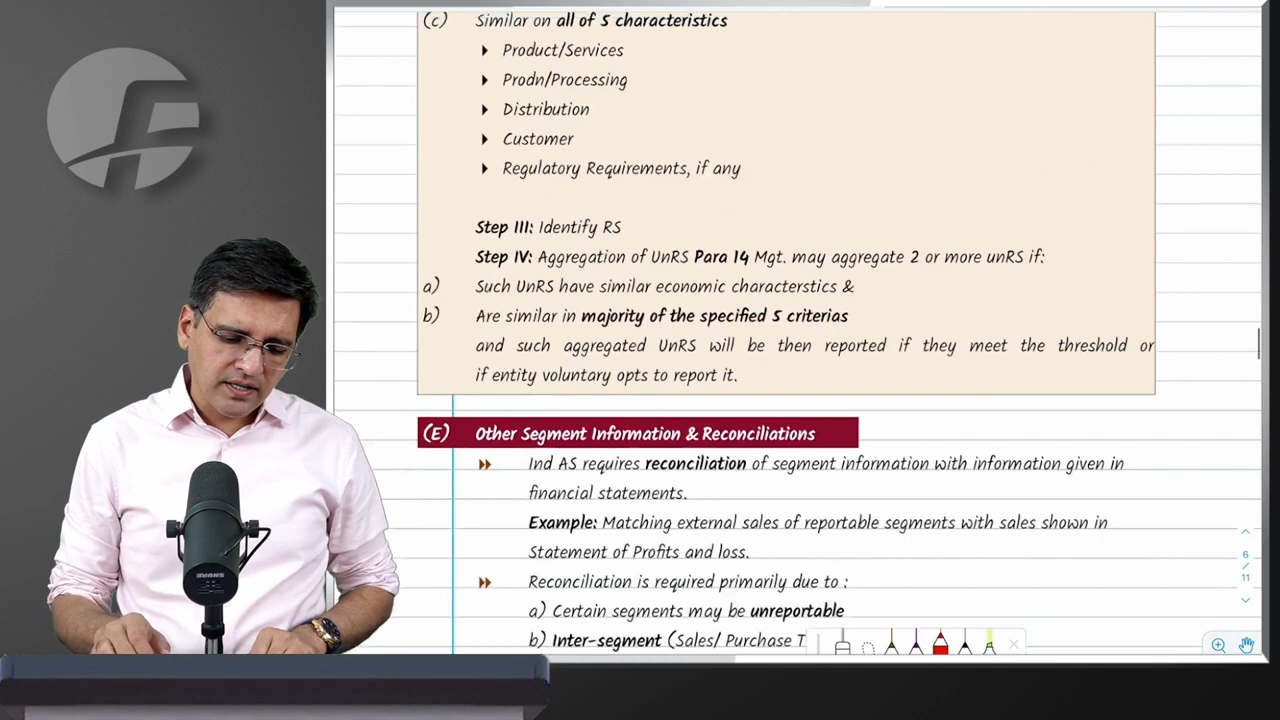 (c) Similar on all of 5 characteristics
Product/Services
Prodn/Processing
Distribution
Customer
Regulatory Requirements, if any
Step III: Identify RS
Step IV: Aggregation of UnRS Para 14 Mgt. may aggregate 2 or more unRS if:
a) Such UnRS have similar economic characterstics &
b) Are similar in majority of the specified 5 criterias
and such aggregated UnRS will be then reported if they meet the threshold or
if entity voluntary opts to report it.
(E) Other Segment Information & Reconciliations
Ind AS requires reconciliation of segment information with information given in
financial statements.
Example: Matching external sales of reportable segments with sales shown in
Statement of Profits and loss.
Reconciliation is required primarily due to :
a) Certain segments may be unreportable
b) Inter-segment (Sales/ Purchase T
6
/
11
SHURE